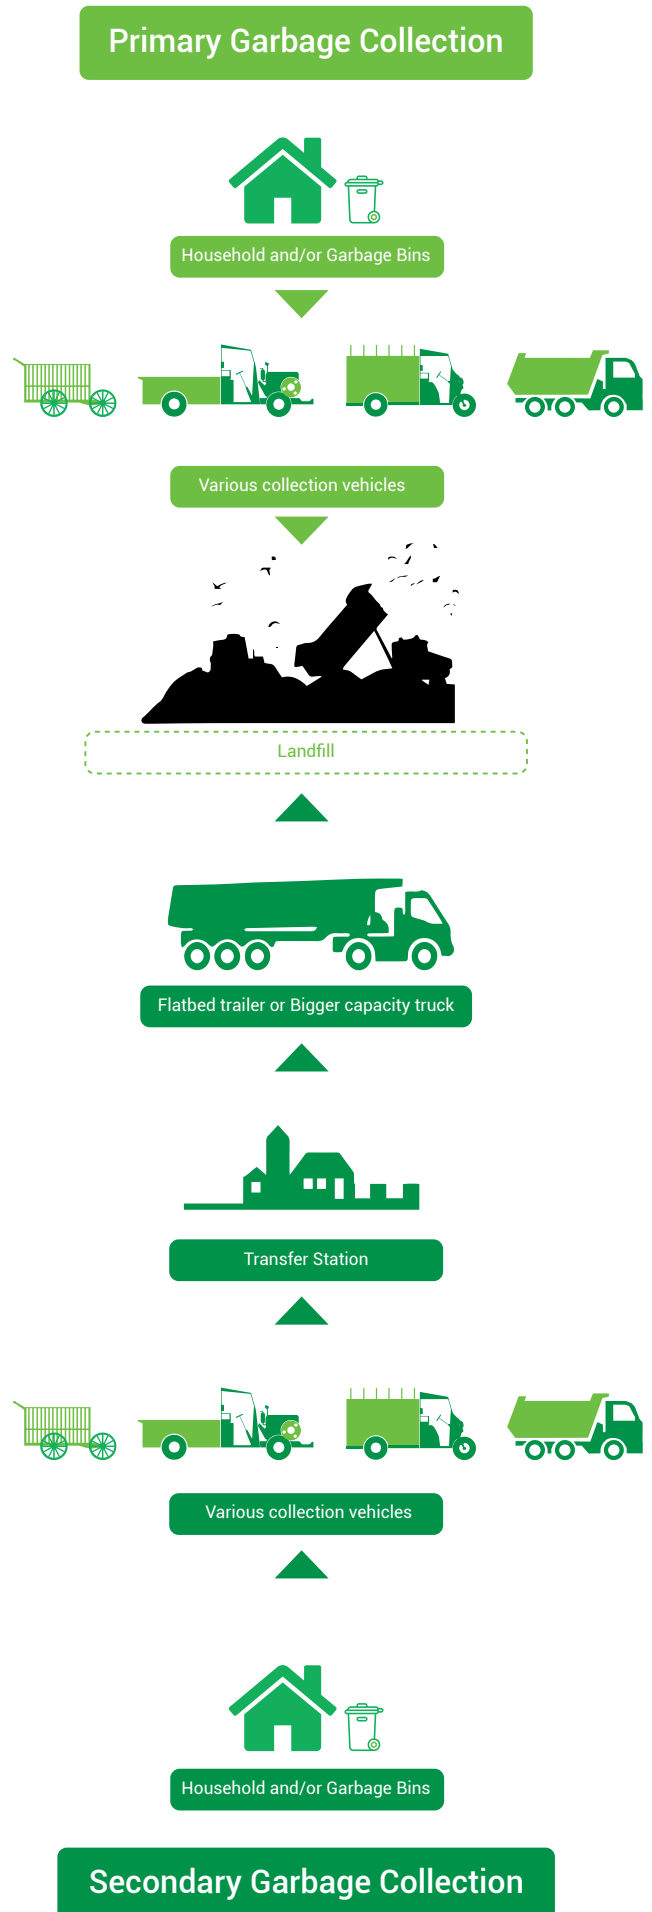 Primary Garbage Collection
Household and/or Garbage Bins
Various collection vehicles
Landfill
Flatbed trailer or Bigger capacity truck
Transfer Station
Various collection vehicles
Household and/or Garbage Bins
Secondary Garbage Collection